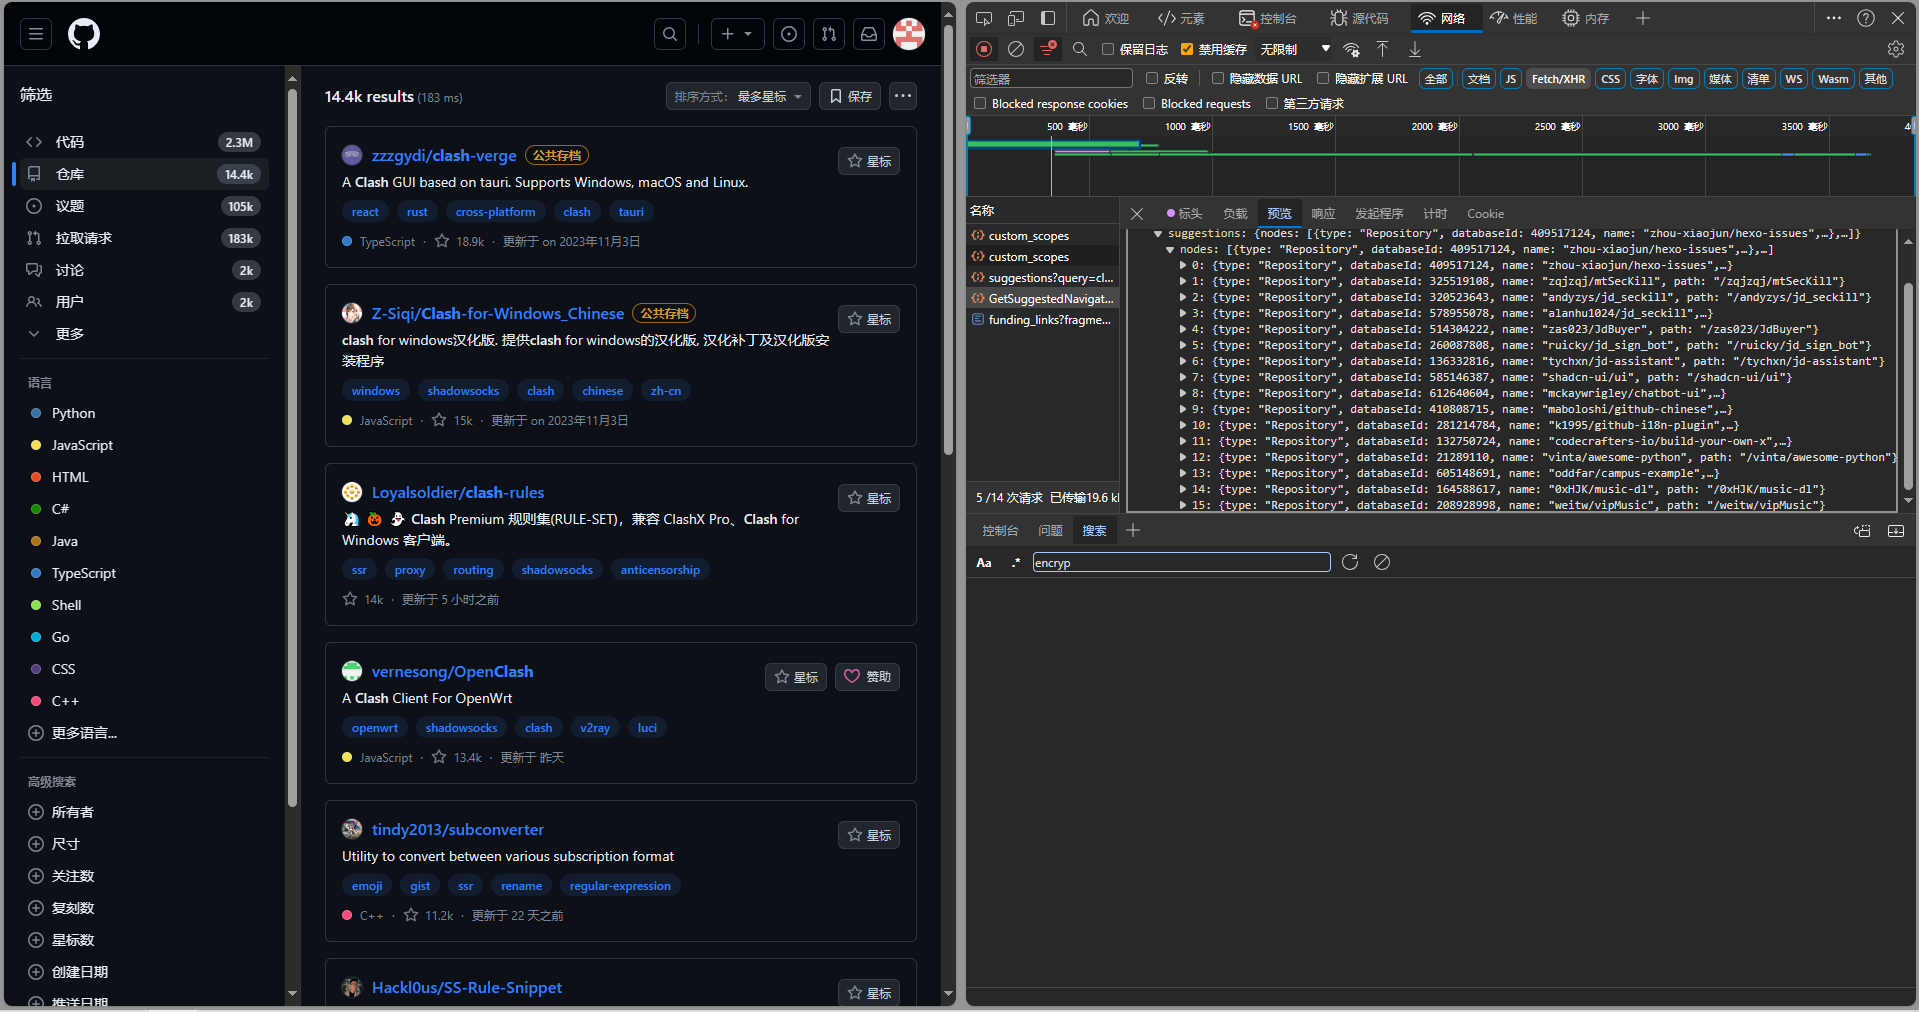 筛选
代码 2.3M
仓库 14.4k
议题 105k
拉取请求 183k
讨论 2k
用户 2k
更多
语言
Python
JavaScript
HTML
C#
Java
TypeScript
Shell
Go
CSS
C++
更多语言...
高级搜索
所有者
尺寸
关注数
复刻数
星标数
创建日期
推送日期
14.4k results (183 ms)
排序方式： 最多星标
保存
zzzgydi/clash-verge 公共存档
星标
A Clash GUI based on tauri. Supports Windows, macOS and Linux.
react rust cross-platform clash tauri
TypeScript · 18.9k · 更新于 on 2023年11月3日
Z-Siqi/Clash-for-Windows_Chinese 公共存档
星标
clash for windows汉化版. 提供clash for windows的汉化版, 汉化补丁及汉化版安
装程序
windows shadowsocks clash chinese zh-cn
JavaScript · 15k · 更新于 on 2023年11月3日
Loyalsoldier/clash-rules
星标
🦄 🎃 👻 Clash Premium 规则集(RULE-SET)，兼容 ClashX Pro、Clash for
Windows 客户端。
ssr proxy routing shadowsocks anticensorship
14k · 更新于 5 小时之前
vernesong/OpenClash
星标 赞助
A Clash Client For OpenWrt
openwrt shadowsocks clash v2ray luci
JavaScript · 13.4k · 更新于 昨天
tindy2013/subconverter
星标
Utility to convert between various subscription format
emoji gist ssr rename regular-expression
C++ · 11.2k · 更新于 22 天之前
Hackl0us/SS-Rule-Snippet
星标
欢迎 元素 控制台 源代码 网络 性能 内存
保留日志 禁用缓存 无限制
筛选器 反转 隐藏数据 URL 隐藏扩展 URL 全部 文档 JS Fetch/XHR CSS 字体 Img 媒体 清单 WS Wasm 其他
Blocked response cookies Blocked requests 第三方请求
500 毫秒 1000 毫秒 1500 毫秒 2000 毫秒 2500 毫秒 3000 毫秒 3500 毫秒
名称
custom_scopes
custom_scopes
suggestions?query=cl...
GetSuggestedNavigat...
funding_links?fragme...
5 /14 次请求 已传输19.6 k
标头 负载 预览 响应 发起程序 计时 Cookie
suggestions: {nodes: [{type: "Repository", databaseId: 409517124, name: "zhou-xiaojun/hexo-issues",…},…]}
nodes: [{type: "Repository", databaseId: 409517124, name: "zhou-xiaojun/hexo-issues",…},…]
0: {type: "Repository", databaseId: 409517124, name: "zhou-xiaojun/hexo-issues",…}
1: {type: "Repository", databaseId: 325519108, name: "zqjzqj/mtSecKill", path: "/zqjzqj/mtSecKill"}
2: {type: "Repository", databaseId: 320523643, name: "andyzys/jd_seckill", path: "/andyzys/jd_seckill"}
3: {type: "Repository", databaseId: 578955078, name: "alanhu1024/jd_seckill",…}
4: {type: "Repository", databaseId: 514304222, name: "zas023/JdBuyer", path: "/zas023/JdBuyer"}
5: {type: "Repository", databaseId: 260087808, name: "ruicky/jd_sign_bot", path: "/ruicky/jd_sign_bot"}
6: {type: "Repository", databaseId: 136332816, name: "tychxn/jd-assistant", path: "/tychxn/jd-assistant"}
7: {type: "Repository", databaseId: 585146387, name: "shadcn-ui/ui", path: "/shadcn-ui/ui"}
8: {type: "Repository", databaseId: 612640604, name: "mckaywrigley/chatbot-ui",…}
9: {type: "Repository", databaseId: 410808715, name: "maboloshi/github-chinese",…}
10: {type: "Repository", databaseId: 281214784, name: "k1995/github-i18n-plugin",…}
11: {type: "Repository", databaseId: 132750724, name: "codecrafters-io/build-your-own-x",…}
12: {type: "Repository", databaseId: 21289110, name: "vinta/awesome-python", path: "/vinta/awesome-python"}
13: {type: "Repository", databaseId: 605148691, name: "oddfar/campus-example",…}
14: {type: "Repository", databaseId: 164588617, name: "0xHJK/music-dl", path: "/0xHJK/music-dl"}
15: {type: "Repository", databaseId: 208928998, name: "weitw/vipMusic", path: "/weitw/vipMusic"}
控制台 问题 搜索
Aa .* encryp